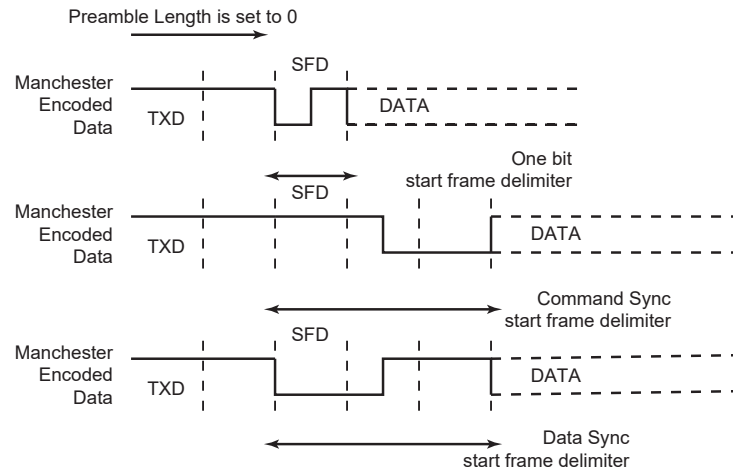 Preamble Length is set to 0
SFD
Manchester
Encoded
Data
TXD
DATA
One bit
start frame delimiter
SFD
Manchester
Encoded
Data
TXD
DATA
Command Sync
start frame delimiter
SFD
Manchester
Encoded
Data
TXD
DATA
Data Sync
start frame delimiter